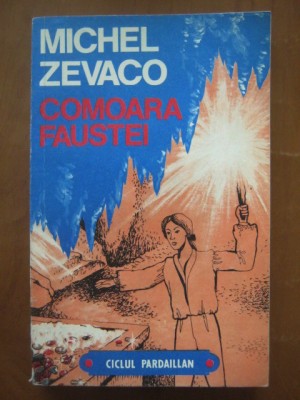 MICHEL
ZEVACO
COMOARA
FAUSTEI
CICLUL PARDAILLAN